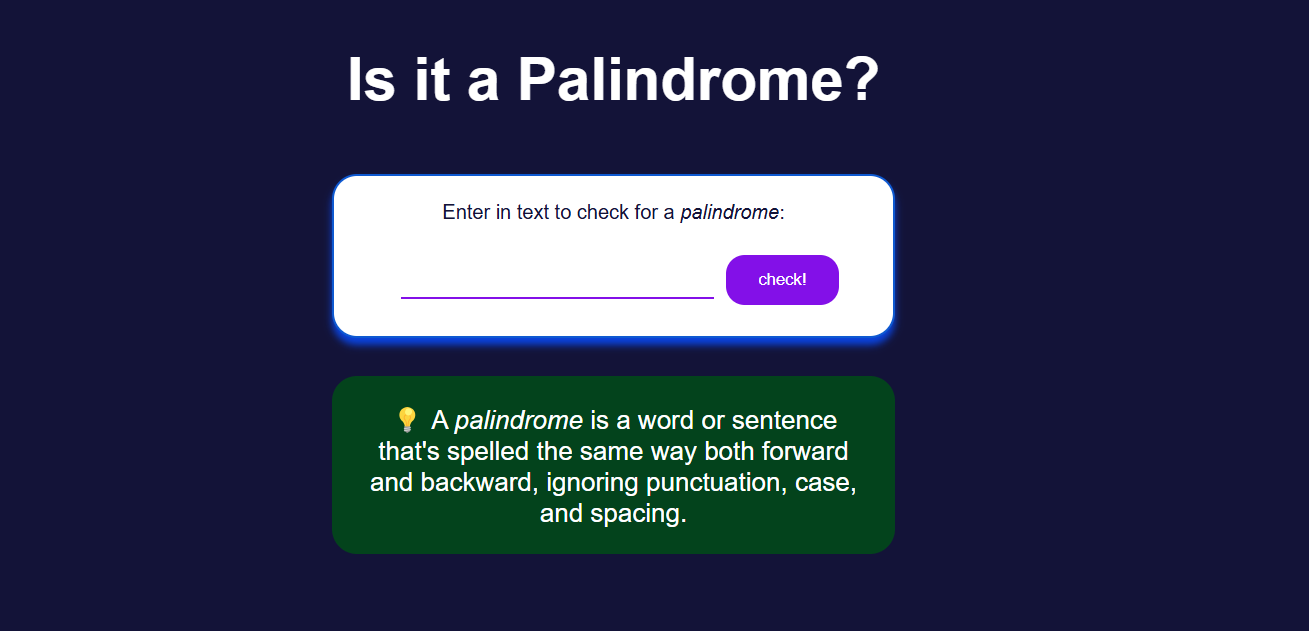 Is it a Palindrome?
Enter in text to check for a palindrome:
check!
💡 A palindrome is a word or sentence
that's spelled the same way both forward
and backward, ignoring punctuation, case,
and spacing.